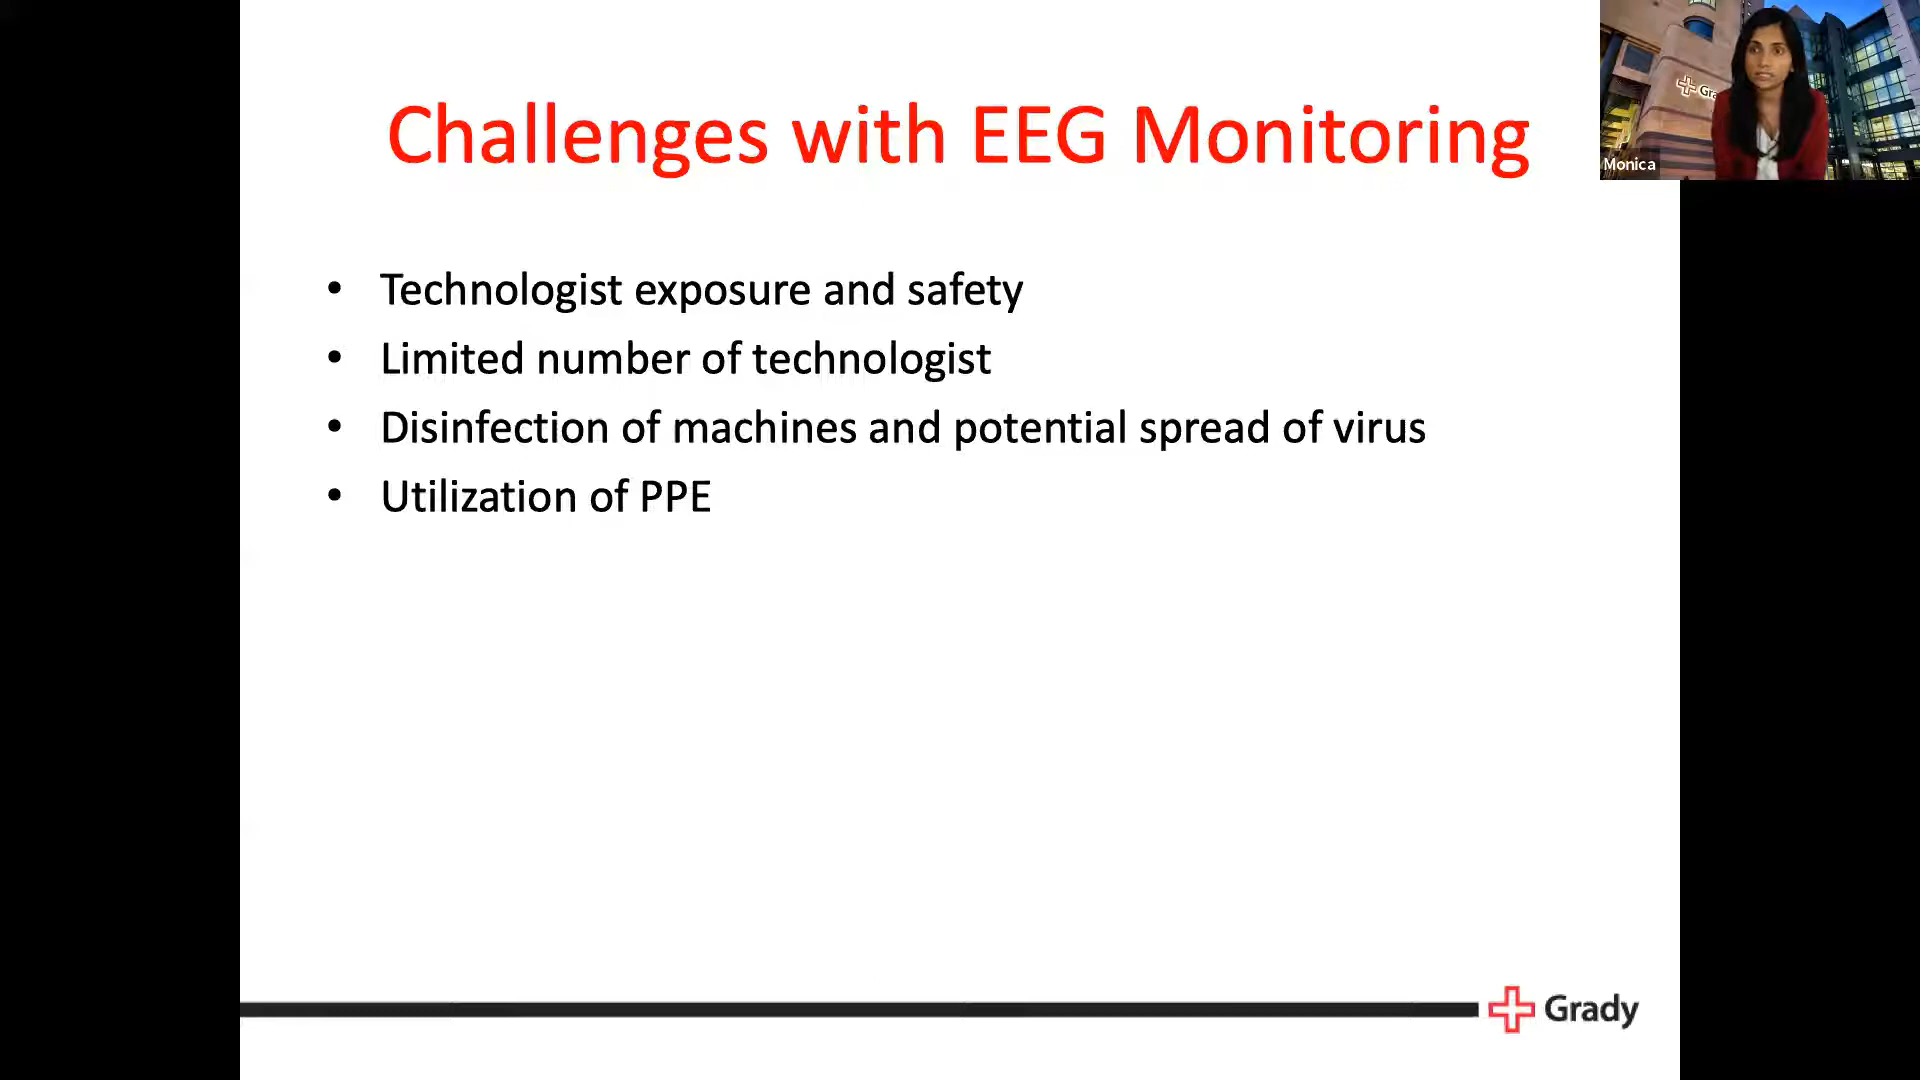 Challenges with EEG Monitoring
Monica
• Technologist exposure and safety
• Limited number of technologist
• Disinfection of machines and potential spread of virus
• Utilization of PPE
Grady